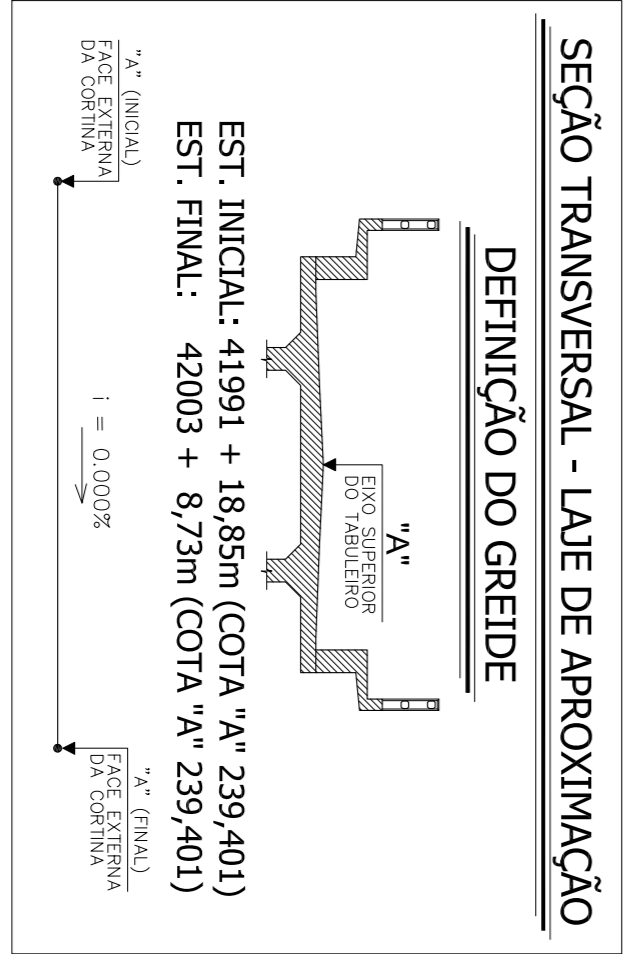 SEÇÃO TRANSVERSAL - LAJE DE APROXIMAÇÃO
DEFINIÇÃO DO GREIDE
"A"
EIXO SUPERIOR
DO TABULEIRO
EST. INICIAL: 41991 + 18,85m (COTA "A" 239,401)
EST. FINAL: 42003 + 8,73m (COTA "A" 239,401)
"A" (INICIAL)
FACE EXTERNA
DA CORTINA
i = 0.000%
"A" (FINAL)
FACE EXTERNA
DA CORTINA